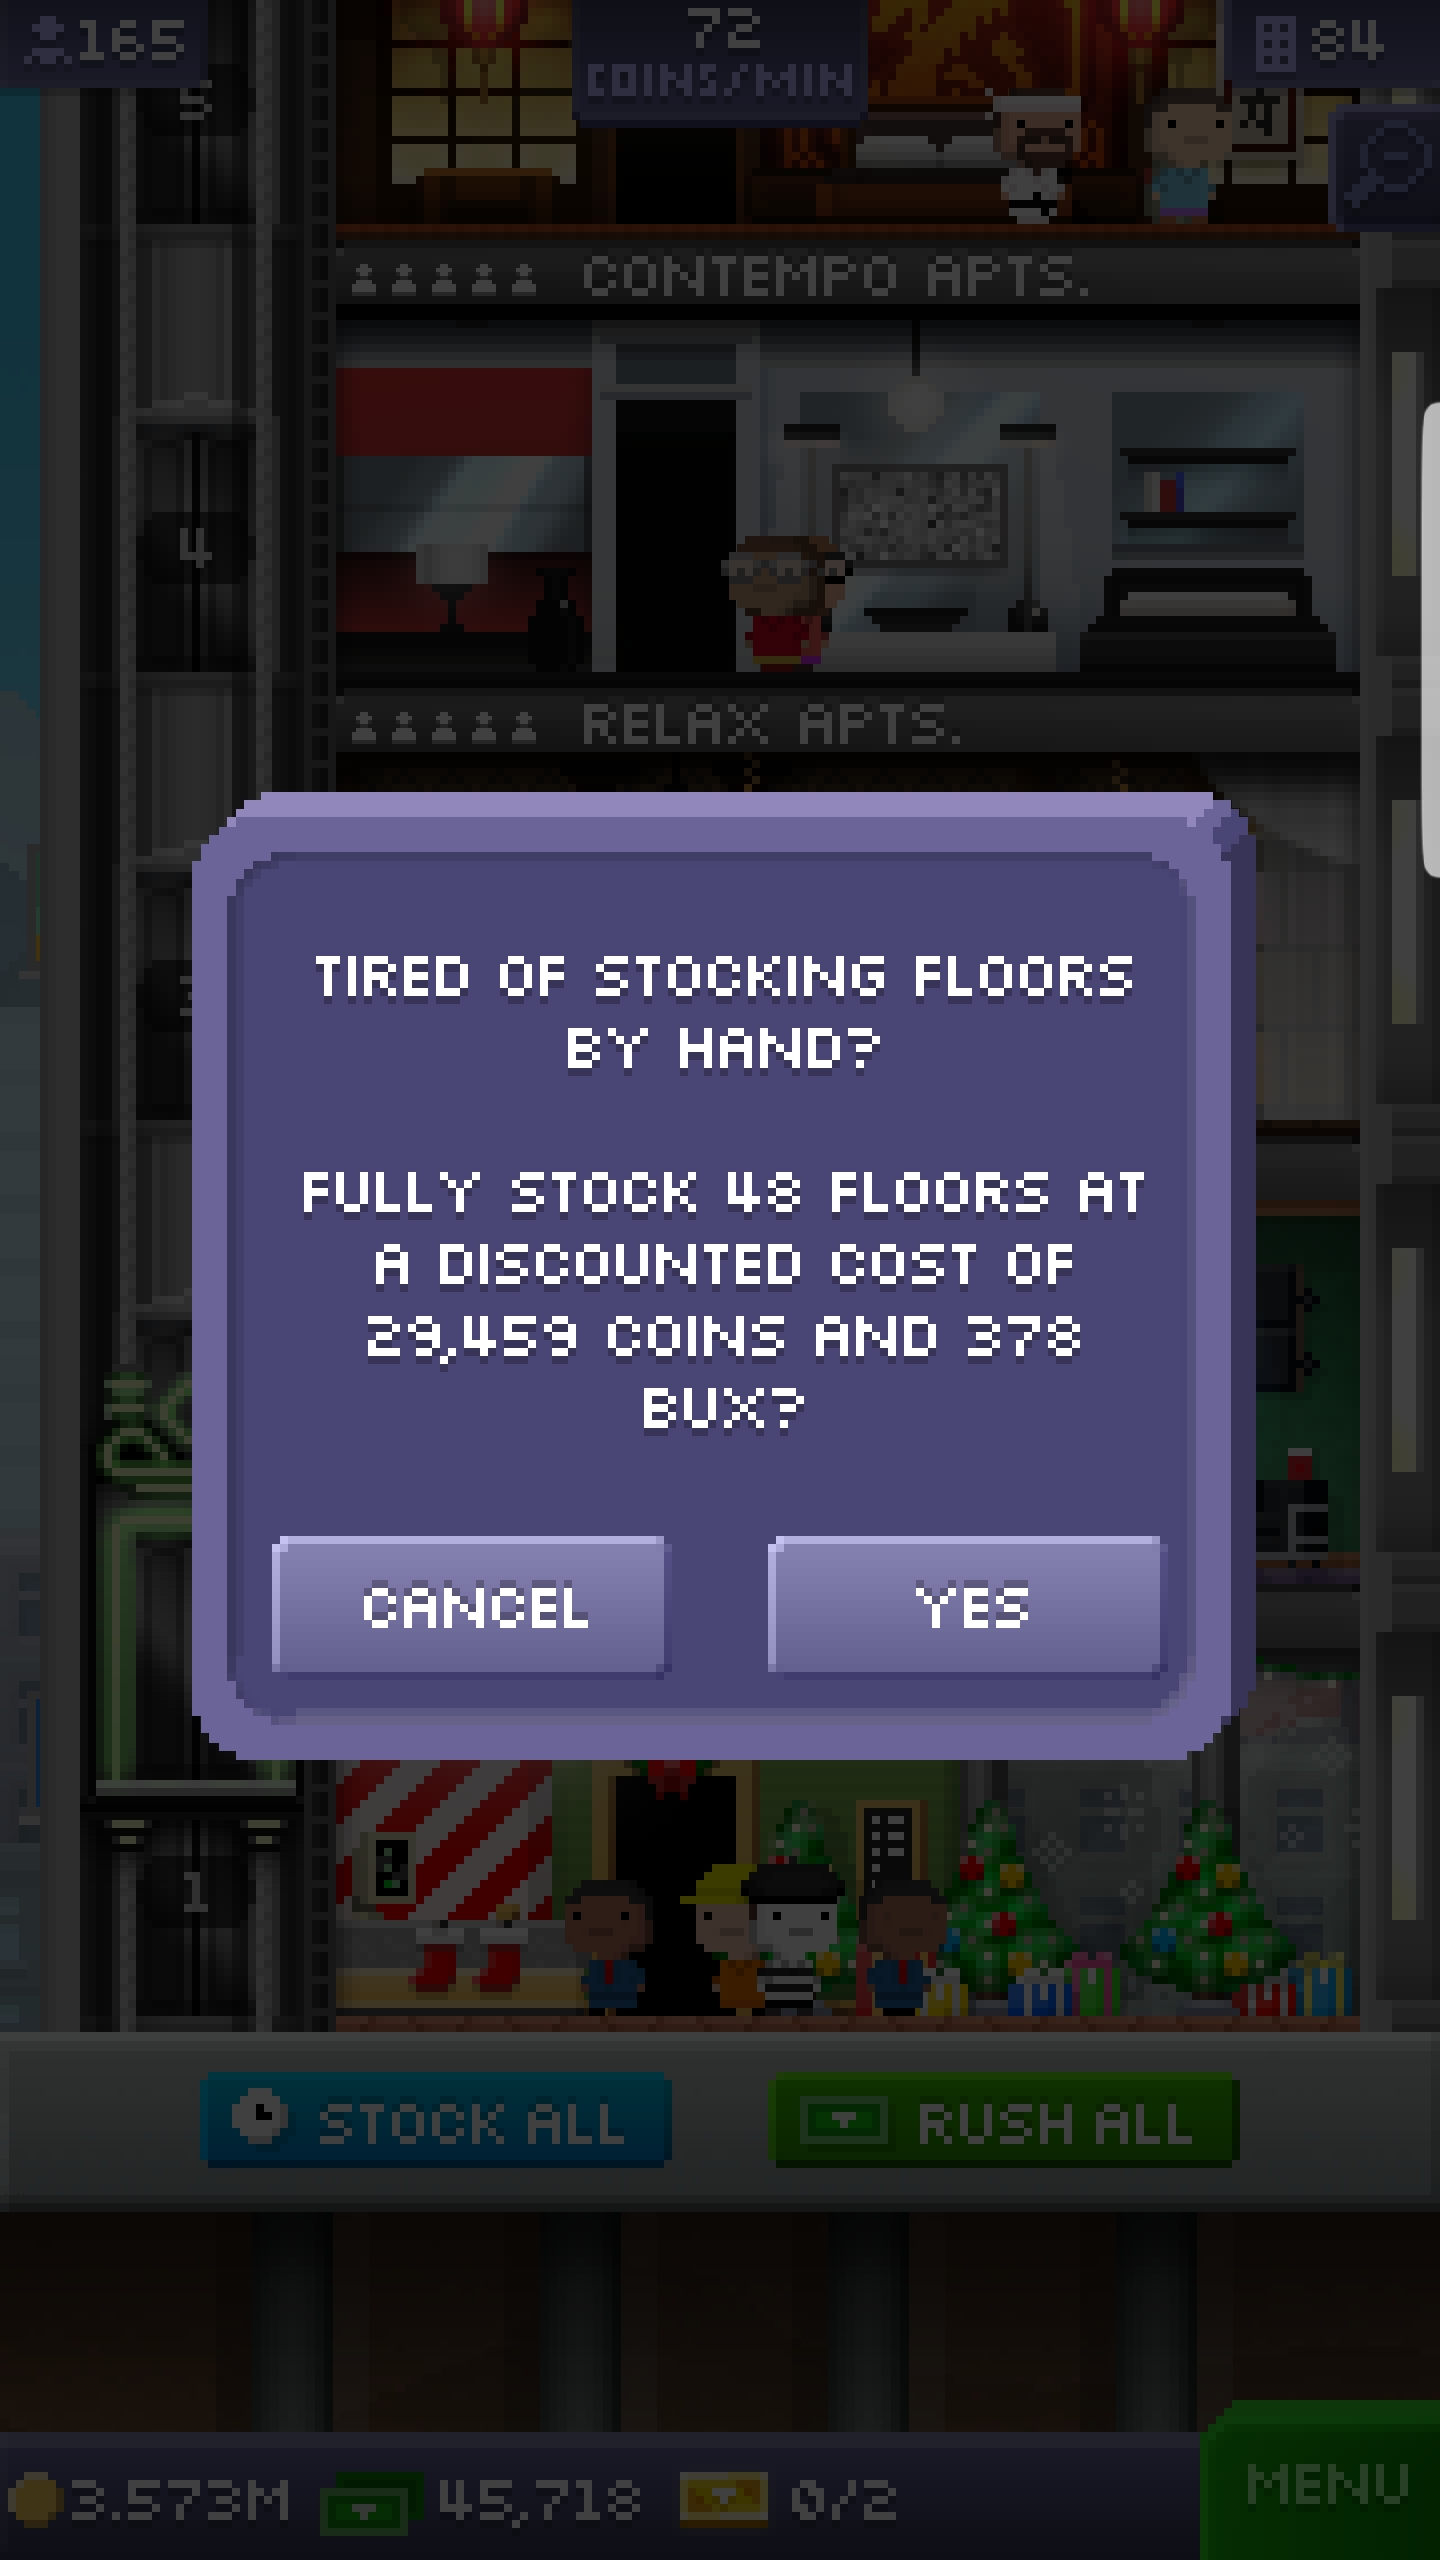 165
72
COINS/MIN
84
5
CONTEMPO APTS.
4
RELAX APTS.
TIRED OF STOCKING FLOORS
BY HAND?
FULLY STOCK 48 FLOORS AT
A DISCOUNTED COST OF
29,459 COINS AND 378
BUX?
CANCEL
YES
1
STOCK ALL
RUSH ALL
3.573M
45,718
0/2
MENU